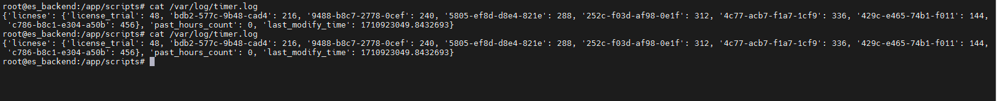 root@es_backend:/app/scripts# cat /var/log/timer.log
{'licnese': {'license_trial': 48, 'bdb2-577c-9b48-cad4': 216, '9488-b8c7-2778-0cef': 240, '5805-ef8d-d8e4-821e': 288, '252c-f03d-af98-0e1f': 312, '4c77-acb7-f1a7-1cf9': 336, '429c-e465-74b1-f011': 144,
 'c786-b8c1-e304-a50b': 456}, 'past_hours_count': 0, 'last_modify_time': 1710923049.8432693}
root@es_backend:/app/scripts# cat /var/log/timer.log
{'licnese': {'license_trial': 48, 'bdb2-577c-9b48-cad4': 216, '9488-b8c7-2778-0cef': 240, '5805-ef8d-d8e4-821e': 288, '252c-f03d-af98-0e1f': 312, '4c77-acb7-f1a7-1cf9': 336, '429c-e465-74b1-f011': 144,
 'c786-b8c1-e304-a50b': 456}, 'past_hours_count': 0, 'last_modify_time': 1710923049.8432693}
root@es_backend:/app/scripts#